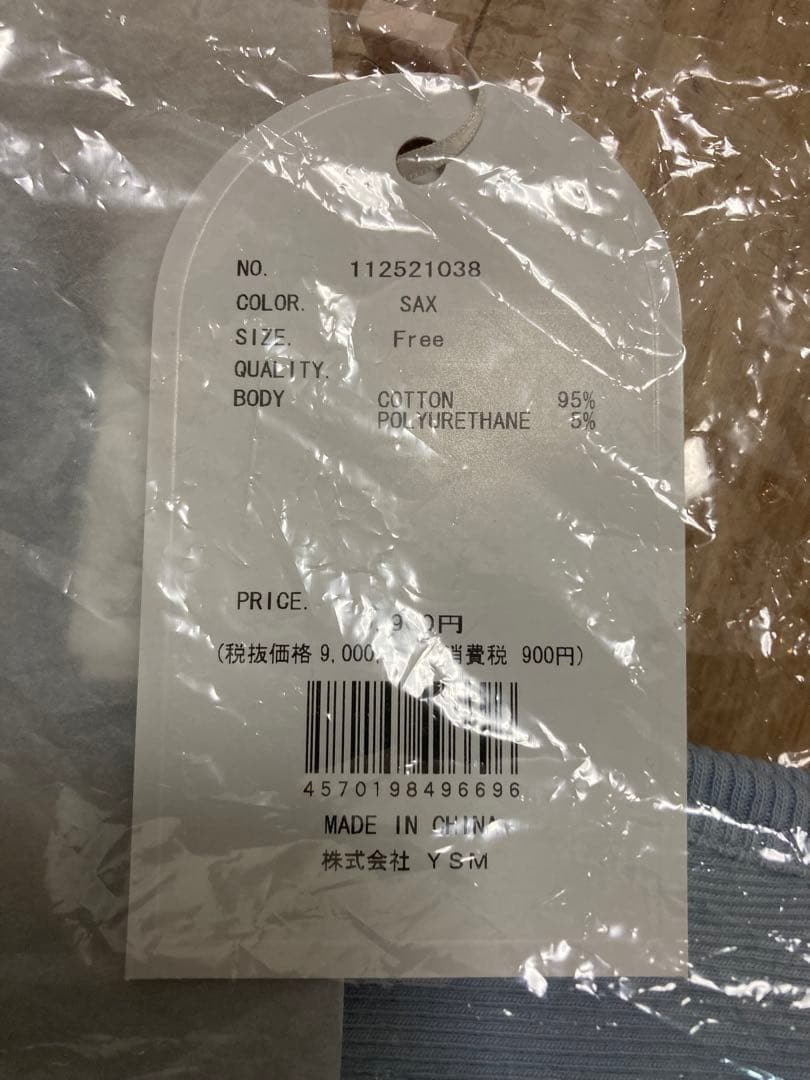 NO. 112521038
COLOR. SAX
SIZE. Free
QUALITY.
BODY COTTON 95%
POLYURETHANE 5%
PRICE.
(税抜価格 9,000 消費税 900円)
4570198496696
MADE IN CHINA
株式会社 YSM